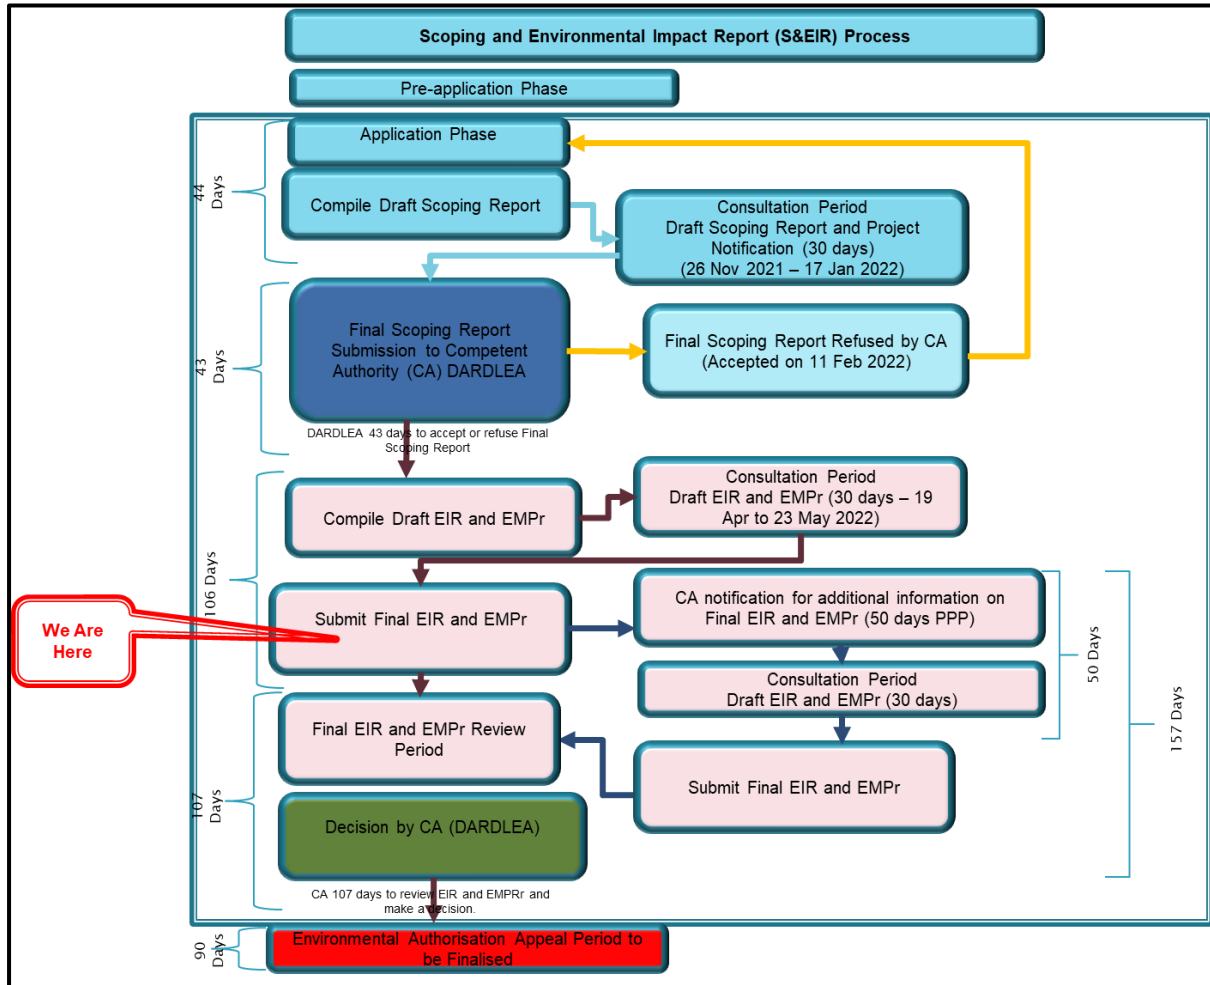 Scoping and Environmental Impact Report (S&EIR) Process
Pre-application Phase
Application Phase
44
Days
Compile Draft Scoping Report
Consultation Period
Draft Scoping Report and Project
Notification (30 days)
(26 Nov 2021 – 17 Jan 2022)
43
Days
Final Scoping Report
Submission to Competent
Authority (CA) DARDLEA
Final Scoping Report Refused by CA
(Accepted on 11 Feb 2022)
DARDLEA 43 days to accept or refuse Final
Scoping Report
106 Days
Compile Draft EIR and EMPr
Consultation Period
Draft EIR and EMPr (30 days – 19
Apr to 23 May 2022)
We Are
Here
Submit Final EIR and EMPr
CA notification for additional information on
Final EIR and EMPr (50 days PPP)
50 Days
157 Days
Consultation Period
Draft EIR and EMPr (30 days)
107
Days
Final EIR and EMPr Review
Period
Submit Final EIR and EMPr
Decision by CA (DARDLEA)
CA 107 days to review EIR and EMPRr and
make a decision.
90
Days
Environmental Authorisation Appeal Period to
be Finalised